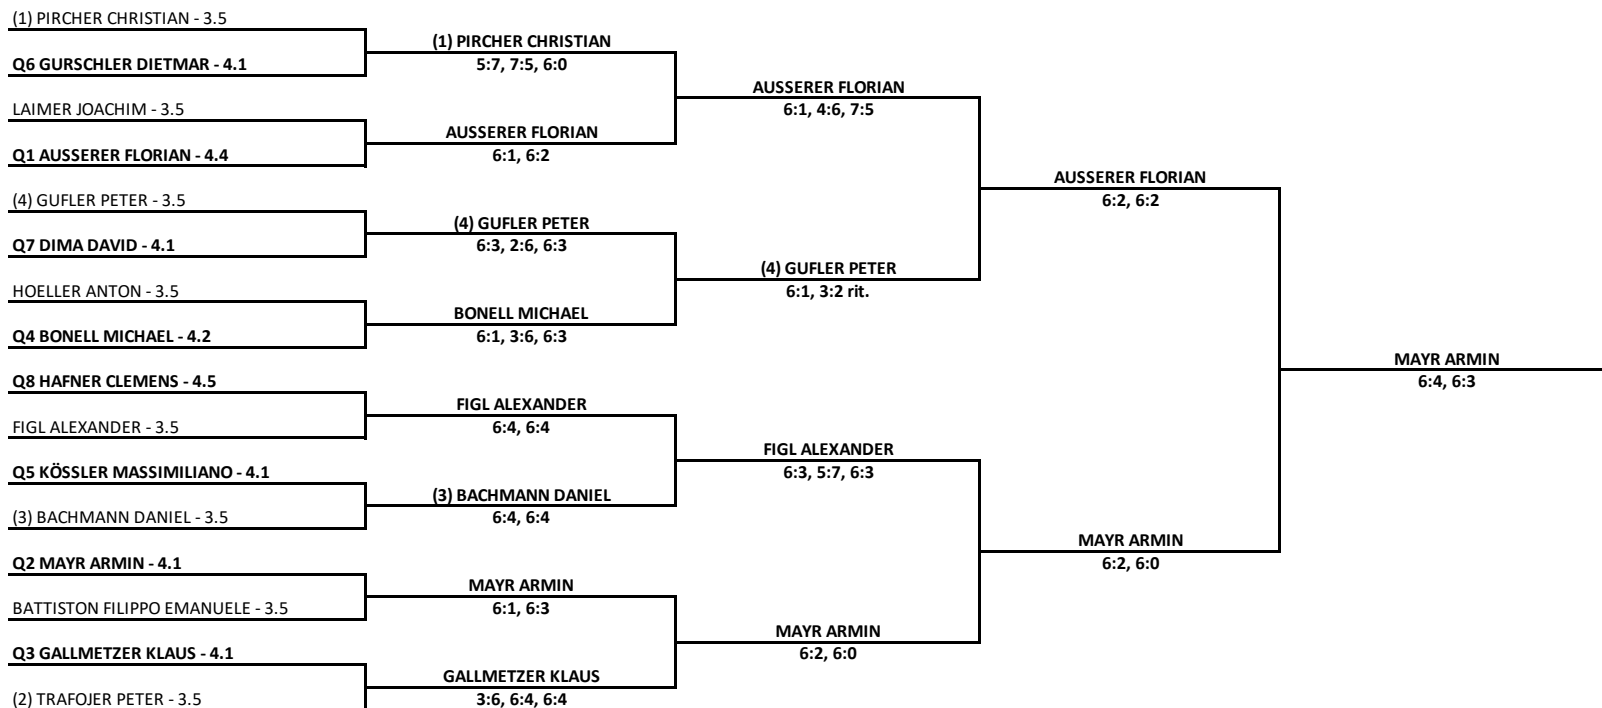 (1) PIRCHER CHRISTIAN - 3.5
Q6 GURSCHLER DIETMAR - 4.1
LAIMER JOACHIM - 3.5
Q1 AUSSERER FLORIAN - 4.4
(4) GUFLER PETER - 3.5
Q7 DIMA DAVID - 4.1
HOELLER ANTON - 3.5
Q4 BONELL MICHAEL - 4.2
Q8 HAFNER CLEMENS - 4.5
FIGL ALEXANDER - 3.5
Q5 KÖSSLER MASSIMILIANO - 4.1
(3) BACHMANN DANIEL - 3.5
Q2 MAYR ARMIN - 4.1
BATTISTON FILIPPO EMANUELE - 3.5
Q3 GALLMETZER KLAUS - 4.1
(2) TRAFOJER PETER - 3.5
(1) PIRCHER CHRISTIAN
5:7, 7:5, 6:0
AUSSERER FLORIAN
6:1, 6:2
(4) GUFLER PETER
6:3, 2:6, 6:3
BONELL MICHAEL
6:1, 3:6, 6:3
FIGL ALEXANDER
6:4, 6:4
(3) BACHMANN DANIEL
6:4, 6:4
MAYR ARMIN
6:1, 6:3
GALLMETZER KLAUS
3:6, 6:4, 6:4
AUSSERER FLORIAN
6:1, 4:6, 7:5
(4) GUFLER PETER
6:1, 3:2 rit.
FIGL ALEXANDER
6:3, 5:7, 6:3
MAYR ARMIN
6:2, 6:0
AUSSERER FLORIAN
6:2, 6:2
MAYR ARMIN
6:2, 6:0
MAYR ARMIN
6:4, 6:3